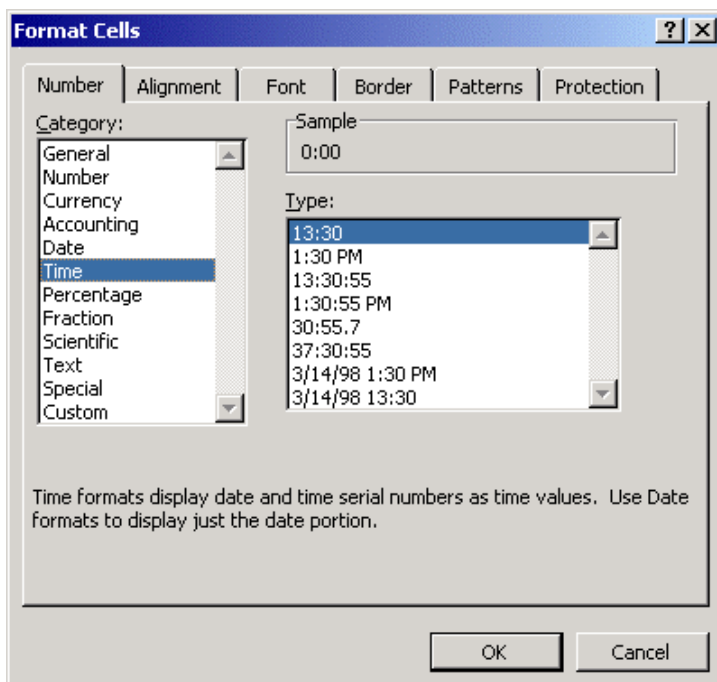 Format Cells
Number
Alignment
Font
Border
Patterns
Protection
Category:
General
Number
Currency
Accounting
Date
Time
Percentage
Fraction
Scientific
Text
Special
Custom
Sample
0:00
Type:
13:30
1:30 PM
13:30:55
1:30:55 PM
30:55.7
37:30:55
3/14/98 1:30 PM
3/14/98 13:30
Time formats display date and time serial numbers as time values.  Use Date
formats to display just the date portion.
OK
Cancel